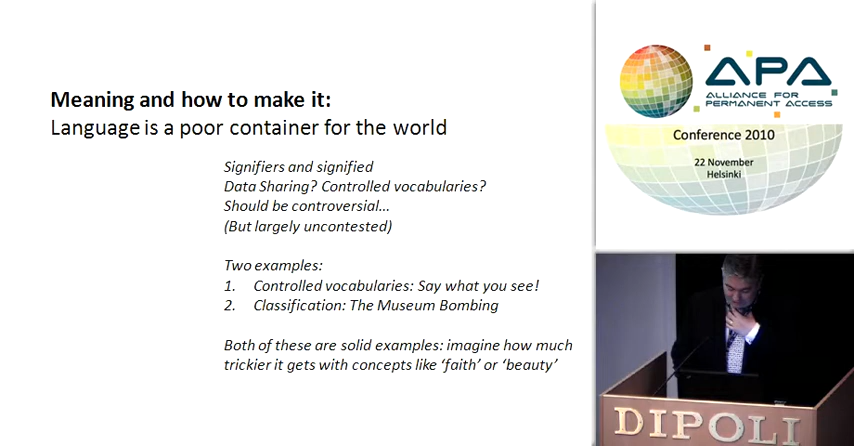 Meaning and how to make it:
Language is a poor container for the world
Signifiers and signified
Data Sharing? Controlled vocabularies?
Should be controversial…
(But largely uncontested)
Two examples:
1. Controlled vocabularies: Say what you see!
2. Classification: The Museum Bombing
Both of these are solid examples: imagine how much
trickier it gets with concepts like ‘faith’ or ‘beauty’
APA
ALLIANCE FOR
PERMANENT ACCESS
Conference 2010
22 November
Helsinki
DIPOLI